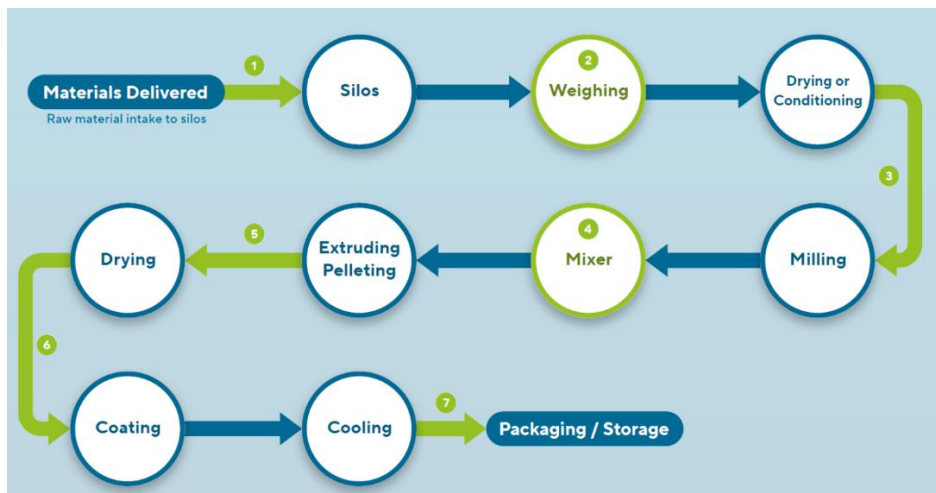 1
2
Materials Delivered
Silos
Weighing
Drying or
Conditioning
Raw material intake to silos
3
5
4
Drying
Extruding
Pelleting
Mixer
Milling
6
7
Coating
Cooling
Packaging / Storage